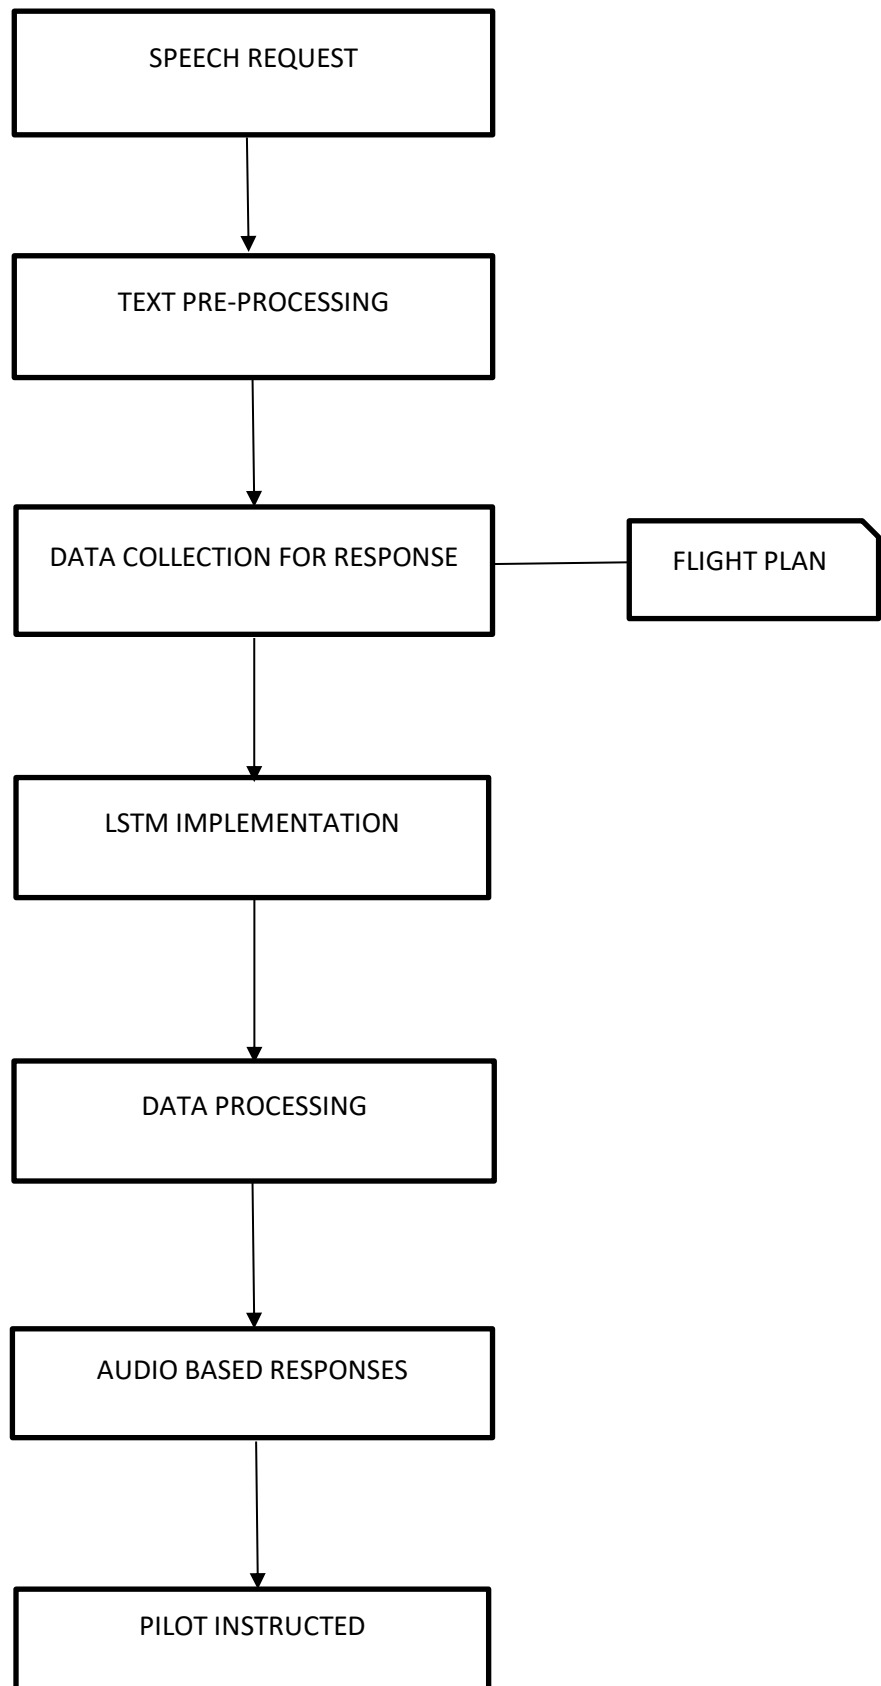 SPEECH REQUEST
TEXT PRE-PROCESSING
DATA COLLECTION FOR RESPONSE
FLIGHT PLAN
LSTM IMPLEMENTATION
DATA PROCESSING
AUDIO BASED RESPONSES
PILOT INSTRUCTED